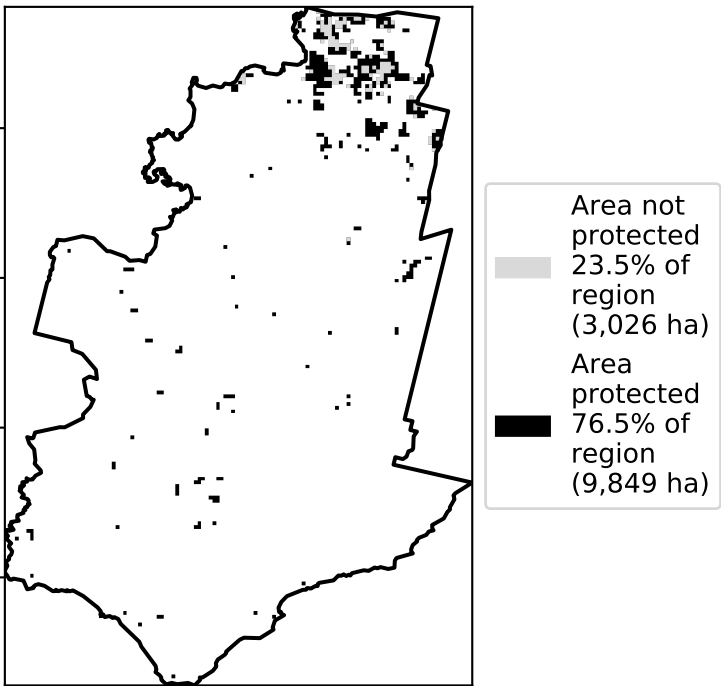 Area not
protected
23.5% of
region
(3,026 ha)
Area
protected
76.5% of
region
(9,849 ha)